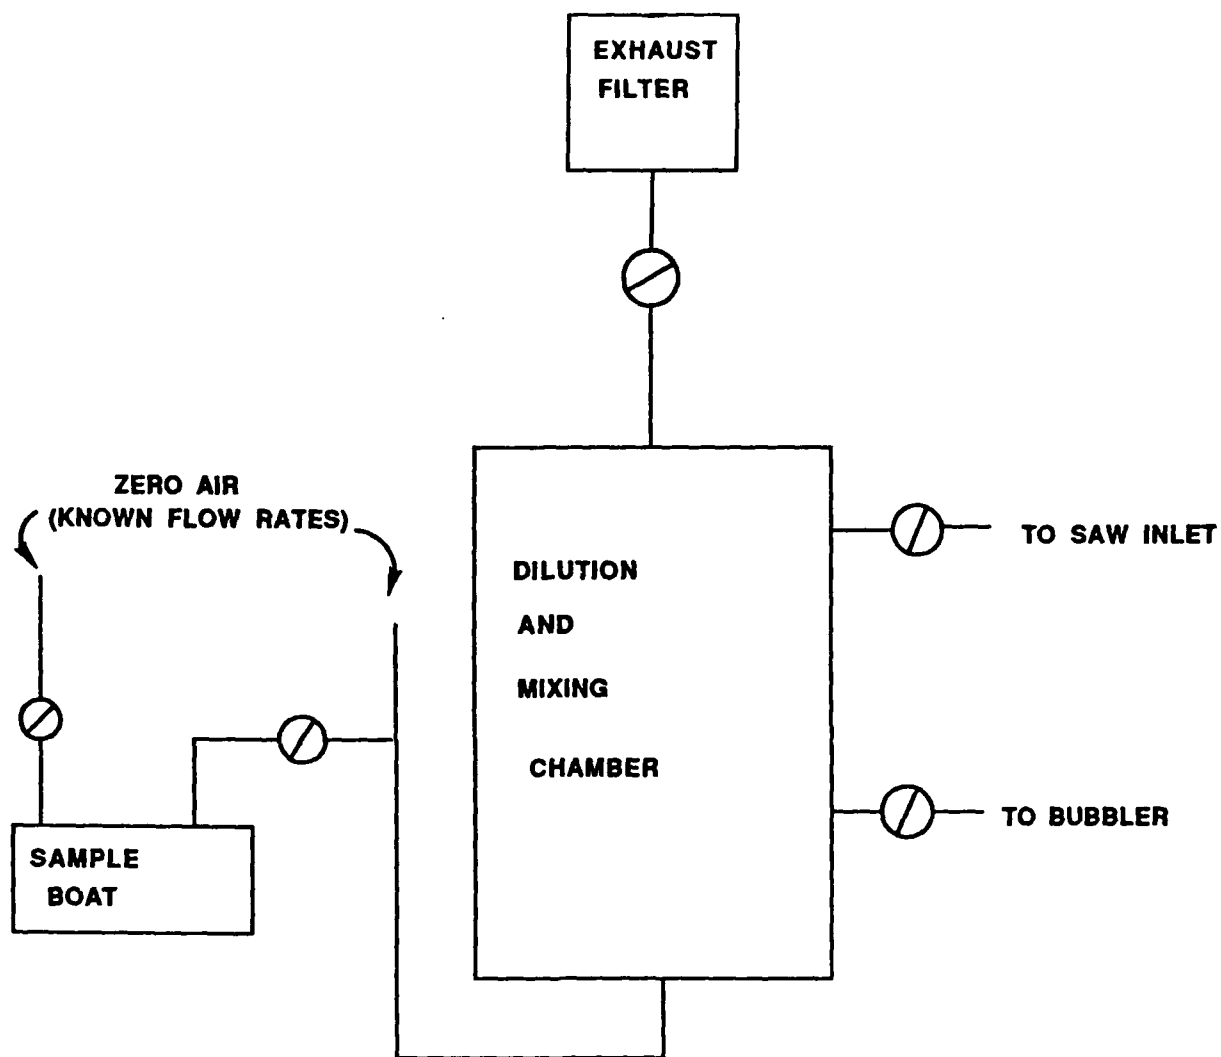 EXHAUST
FILTER
ZERO AIR
(KNOWN FLOW RATES)
TO SAW INLET
DILUTION
AND
MIXING
CHAMBER
TO BUBBLER
SAMPLE
BOAT